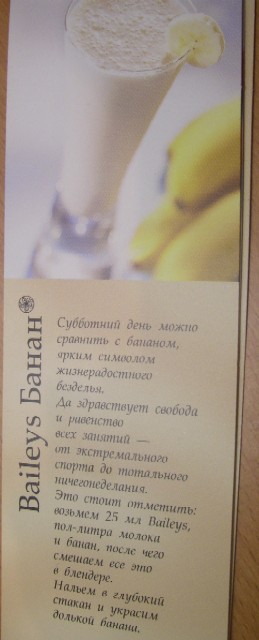 Baileys Банан
Субботний день можно
сравнить с бананом,
ярким символом
жизнерадостного
безделья.
Да здравствует свобода
и равенство
всех занятий —
от экстремального
спорта до тотального
ничегонеделания.
Это стоит отметить:
возьмем 25 мл Baileys,
пол-литра молока
и банан, после чего
смешаем все это
в блендере.
Нальем в глубокий
стакан и украсим
долькой банана.